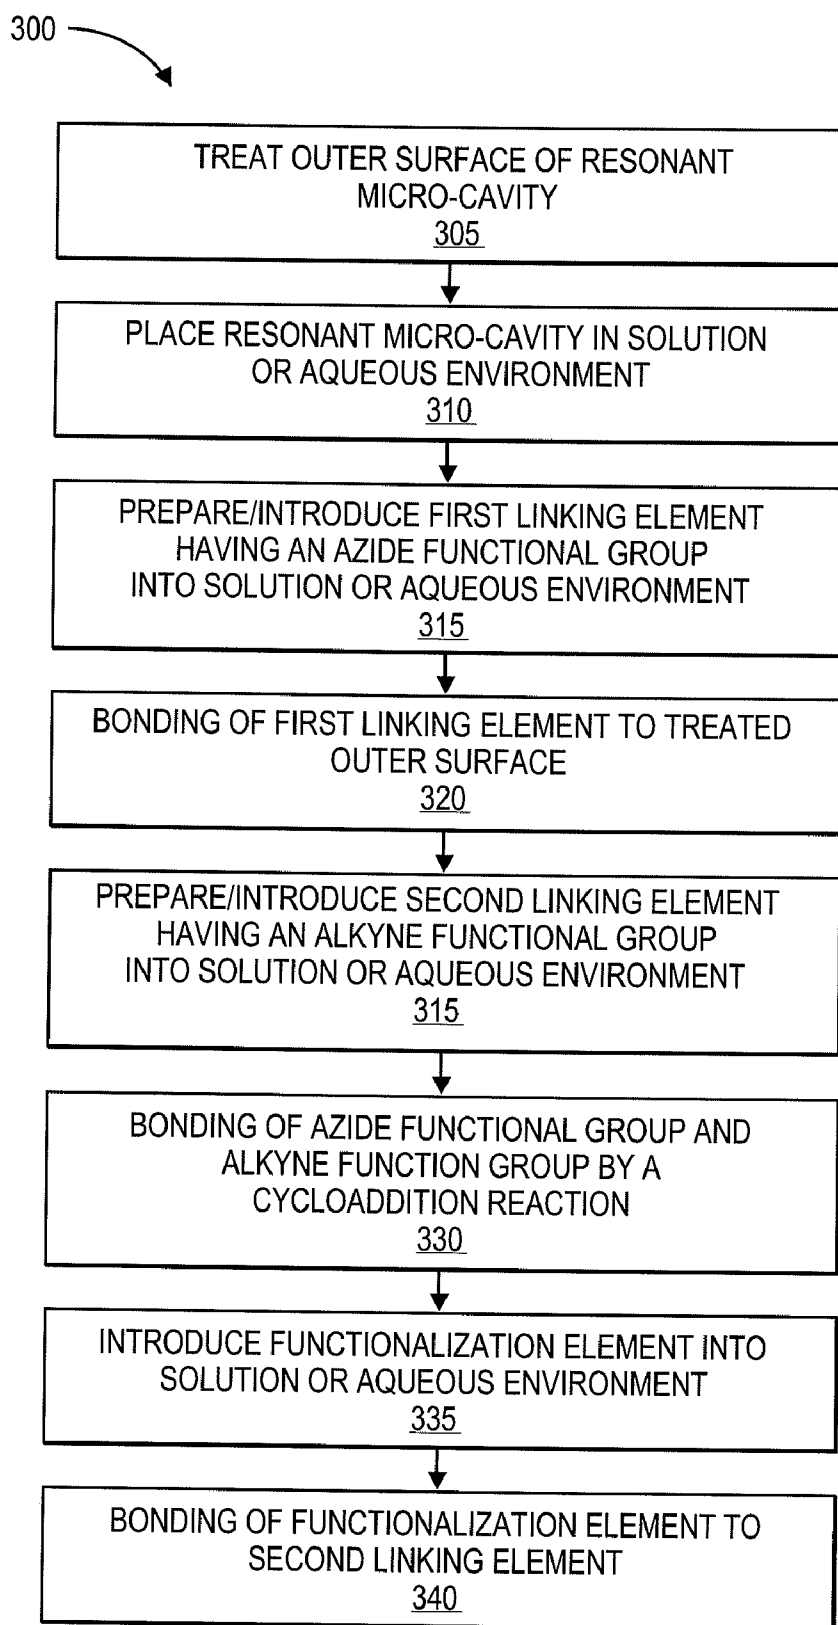 300
TREAT OUTER SURFACE OF RESONANT
MICRO-CAVITY
305
PLACE RESONANT MICRO-CAVITY IN SOLUTION
OR AQUEOUS ENVIRONMENT
310
PREPARE/INTRODUCE FIRST LINKING ELEMENT
HAVING AN AZIDE FUNCTIONAL GROUP
INTO SOLUTION OR AQUEOUS ENVIRONMENT
315
BONDING OF FIRST LINKING ELEMENT TO TREATED
OUTER SURFACE
320
PREPARE/INTRODUCE SECOND LINKING ELEMENT
HAVING AN ALKYNE FUNCTIONAL GROUP
INTO SOLUTION OR AQUEOUS ENVIRONMENT
315
BONDING OF AZIDE FUNCTIONAL GROUP AND
ALKYNE FUNCTION GROUP BY A
CYCLOADDITION REACTION
330
INTRODUCE FUNCTIONALIZATION ELEMENT INTO
SOLUTION OR AQUEOUS ENVIRONMENT
335
BONDING OF FUNCTIONALIZATION ELEMENT TO
SECOND LINKING ELEMENT
340